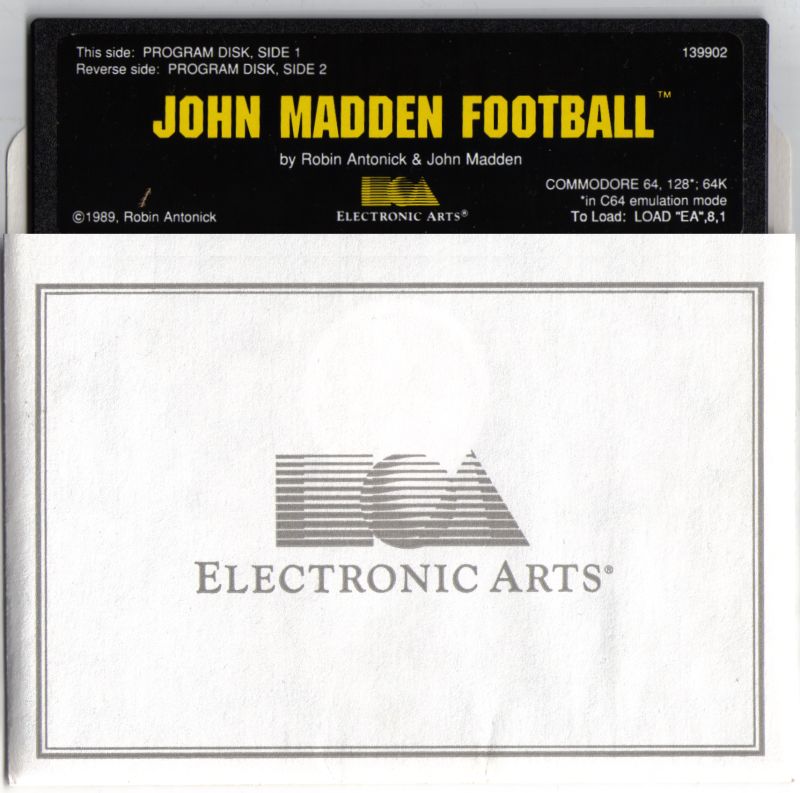 This side: PROGRAM DISK, SIDE 1
139902
Reverse side: PROGRAM DISK, SIDE 2
JOHN MADDEN FOOTBALL™
by Robin Antonick & John Madden
ECA
COMMODORE 64, 128*; 64K
*in C64 emulation mode
©1989, Robin Antonick
ELECTRONIC ARTS®
To Load: LOAD "EA",8,1
ECA
ELECTRONIC ARTS®